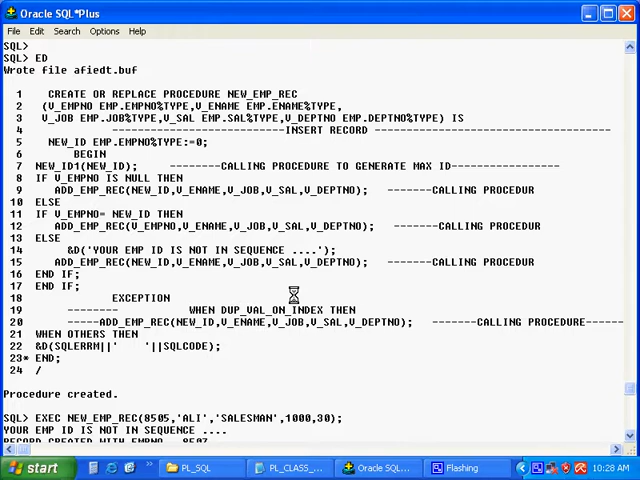 Oracle SQL*Plus
File Edit Search Options Help
SQL>
SQL> ED
Wrote file afiedt.buf
1 CREATE OR REPLACE PROCEDURE NEW_EMP_REC
2 (V_EMPNO EMP.EMPNO%TYPE,V_ENAME EMP.ENAME%TYPE,
3 V_JOB EMP.JOB%TYPE,V_SAL EMP.SAL%TYPE,V_DEPTNO EMP.DEPTNO%TYPE) IS
4 -----------------------------INSERT RECORD ----------------------------------------
5 NEW_ID EMP.EMPNO%TYPE:=0;
6 BEGIN
7 NEW_ID1(NEW_ID); --------CALLING PROCEDURE TO GENERATE MAX ID------------------
8 IF V_EMPNO IS NULL THEN
9 ADD_EMP_REC(NEW_ID,V_ENAME,V_JOB,V_SAL,V_DEPTNO); -------CALLING PROCEDUR
10 ELSE
11 IF V_EMPNO= NEW_ID THEN
12 ADD_EMP_REC(V_EMPNO,V_ENAME,V_JOB,V_SAL,V_DEPTNO); -------CALLING PROCEDUR
13 ELSE
14 &D('YOUR EMP ID IS NOT IN SEQUENCE ....');
15 ADD_EMP_REC(NEW_ID,V_ENAME,V_JOB,V_SAL,V_DEPTNO); -------CALLING PROCEDUR
16 END IF;
17 END IF;
18 EXCEPTION
19 -------- WHEN DUP_VAL_ON_INDEX THEN
20 -----ADD_EMP_REC(NEW_ID,V_ENAME,V_JOB,V_SAL,V_DEPTNO); -------CALLING PROCEDURE------
21 WHEN OTHERS THEN
22 &D(SQLERRM||' '||SQLCODE);
23* END;
24 /
Procedure created.
SQL> EXEC NEW_EMP_REC(8505,'ALI','SALESMAN',1000,30);
YOUR EMP ID IS NOT IN SEQUENCE ....
RECORD CREATED WITH EMPNO 8507
start PL_SQL PL_CLASS_... Oracle SQL*... Flashing 10:28 AM